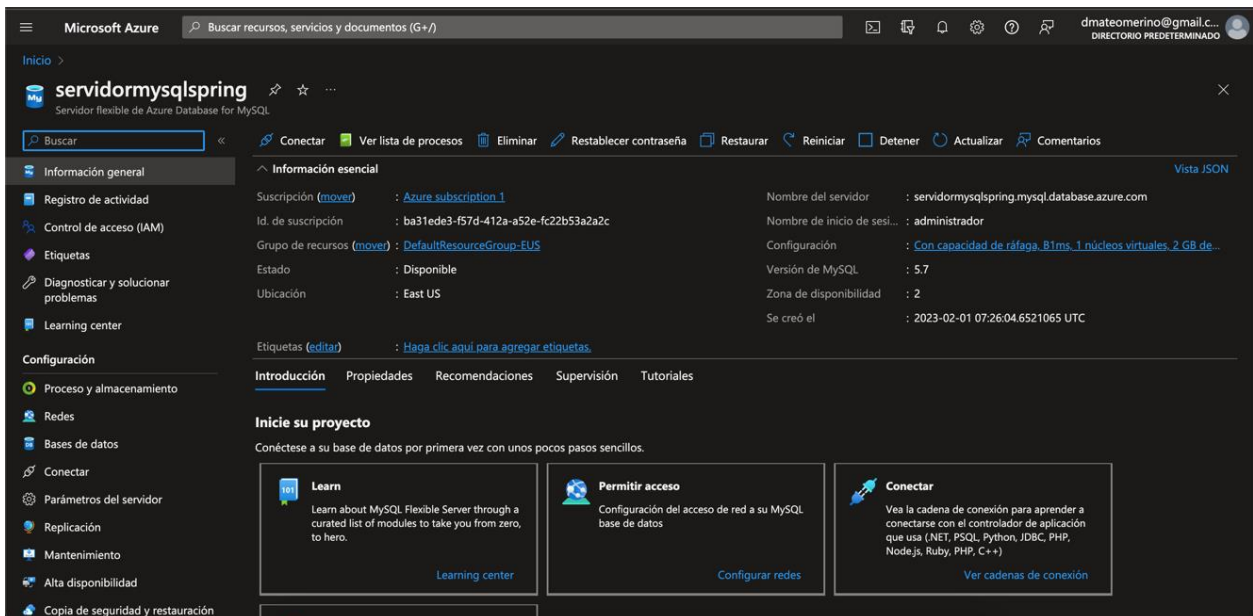 Microsoft Azure
Buscar recursos, servicios y documentos (G+/)
dmateomerino@gmail.c...
DIRECTORIO PREDETERMINADO
Inicio >
My
servidormysqlspring
Servidor flexible de Azure Database for MySQL
Buscar
Información general
Registro de actividad
Control de acceso (IAM)
Etiquetas
Diagnosticar y solucionar
problemas
Learning center
Configuración
Proceso y almacenamiento
Redes
Bases de datos
Conectar
Parámetros del servidor
Replicación
Mantenimiento
Alta disponibilidad
Copia de seguridad y restauración
Conectar Ver lista de procesos Eliminar Restablecer contraseña Restaurar Reiniciar Detener Actualizar Comentarios
Información esencial
Vista JSON
Suscripción (mover) : Azure subscription 1
Id. de suscripción : ba31ede3-f57d-412a-a52e-fc22b53a2a2c
Grupo de recursos (mover) : DefaultResourceGroup-EUS
Estado : Disponible
Ubicación : East US
Nombre del servidor : servidormysqlspring.mysql.database.azure.com
Nombre de inicio de sesi... : administrador
Configuración : Con capacidad de ráfaga, B1ms, 1 núcleos virtuales, 2 GB de...
Versión de MySQL : 5.7
Zona de disponibilidad : 2
Se creó el : 2023-02-01 07:26:04.6521065 UTC
Etiquetas (editar) : Haga clic aquí para agregar etiquetas.
Introducción Propiedades Recomendaciones Supervisión Tutoriales
Inicie su proyecto
Conéctese a su base de datos por primera vez con unos pocos pasos sencillos.
101
Learn
Learn about MySQL Flexible Server through a
curated list of modules to take you from zero,
to hero.
Learning center
Permitir acceso
Configuración del acceso de red a su MySQL
base de datos
Configurar redes
Conectar
Vea la cadena de conexión para aprender a
conectarse con el controlador de aplicación
que usa (.NET, PSQL, Python, JDBC, PHP,
Node.js, Ruby, PHP, C++)
Ver cadenas de conexión